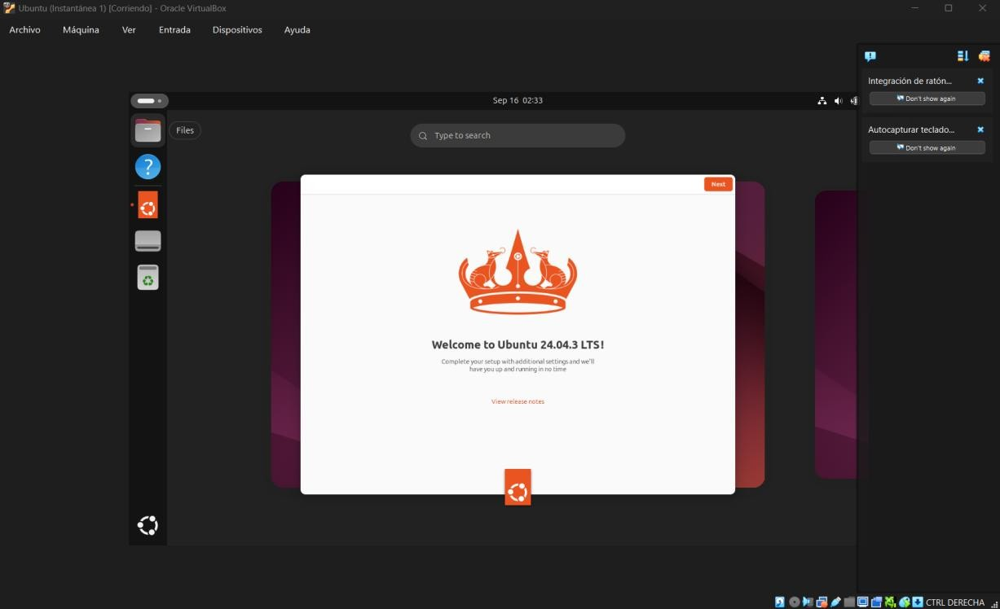 Ubuntu (Instantánea 1) [Corriendo] - Oracle VirtualBox
Archivo Máquina Ver Entrada Dispositivos Ayuda
Integración de ratón...
Don't show again
Autocapturar teclado...
Don't show again
Sep 16 02:33
Files
Type to search
Next
Welcome to Ubuntu 24.04.3 LTS!
Complete your setup with additional settings and we'll
have you up and running in no time
View release notes
CTRL DERECHA